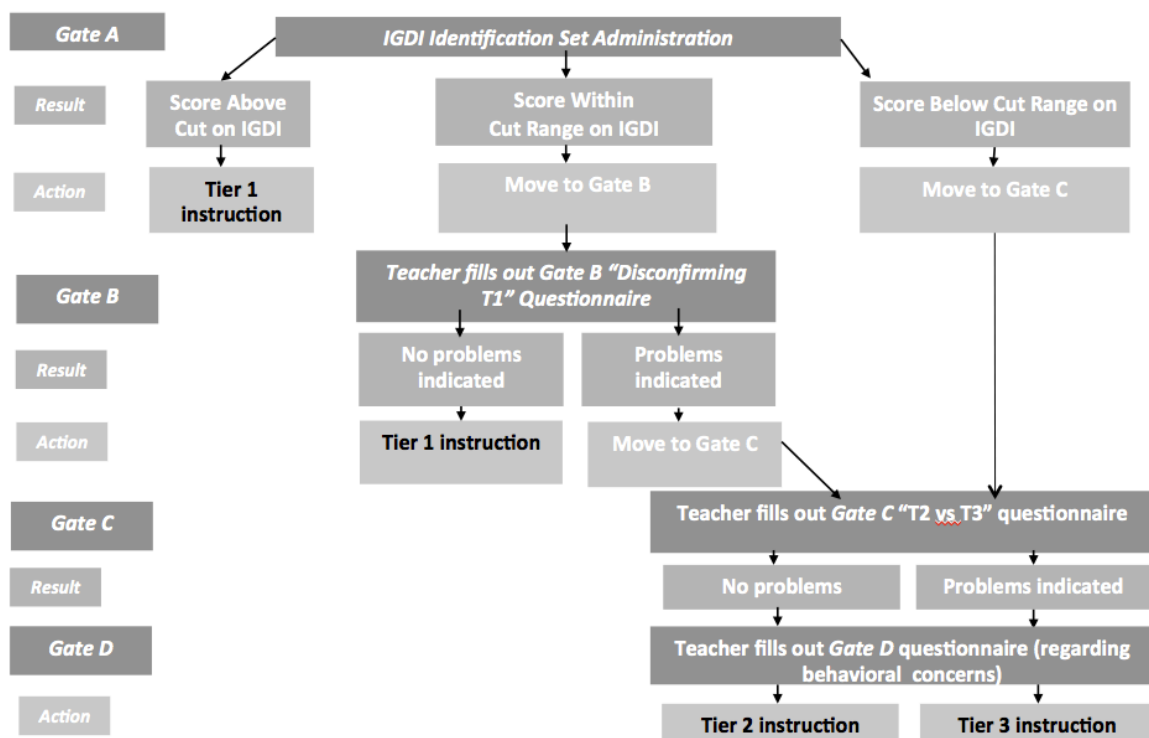 Gate A
IGDI Identification Set Administration
Result
Score Above
Cut on IGDI
Score Within
Cut Range on IGDI
Score Below Cut Range on
IGDI
Action
Tier 1
instruction
Move to Gate B
Move to Gate C
Gate B
Teacher fills out Gate B “Disconfirming
T1” Questionnaire
Result
No problems
indicated
Problems
indicated
Action
Tier 1 instruction
Move to Gate C
Gate C
Teacher fills out Gate C “T2 vs T3” questionnaire
Result
No problems
Problems indicated
Gate D
Teacher fills out Gate D questionnaire (regarding
behavioral concerns)
Action
Tier 2 instruction
Tier 3 instruction